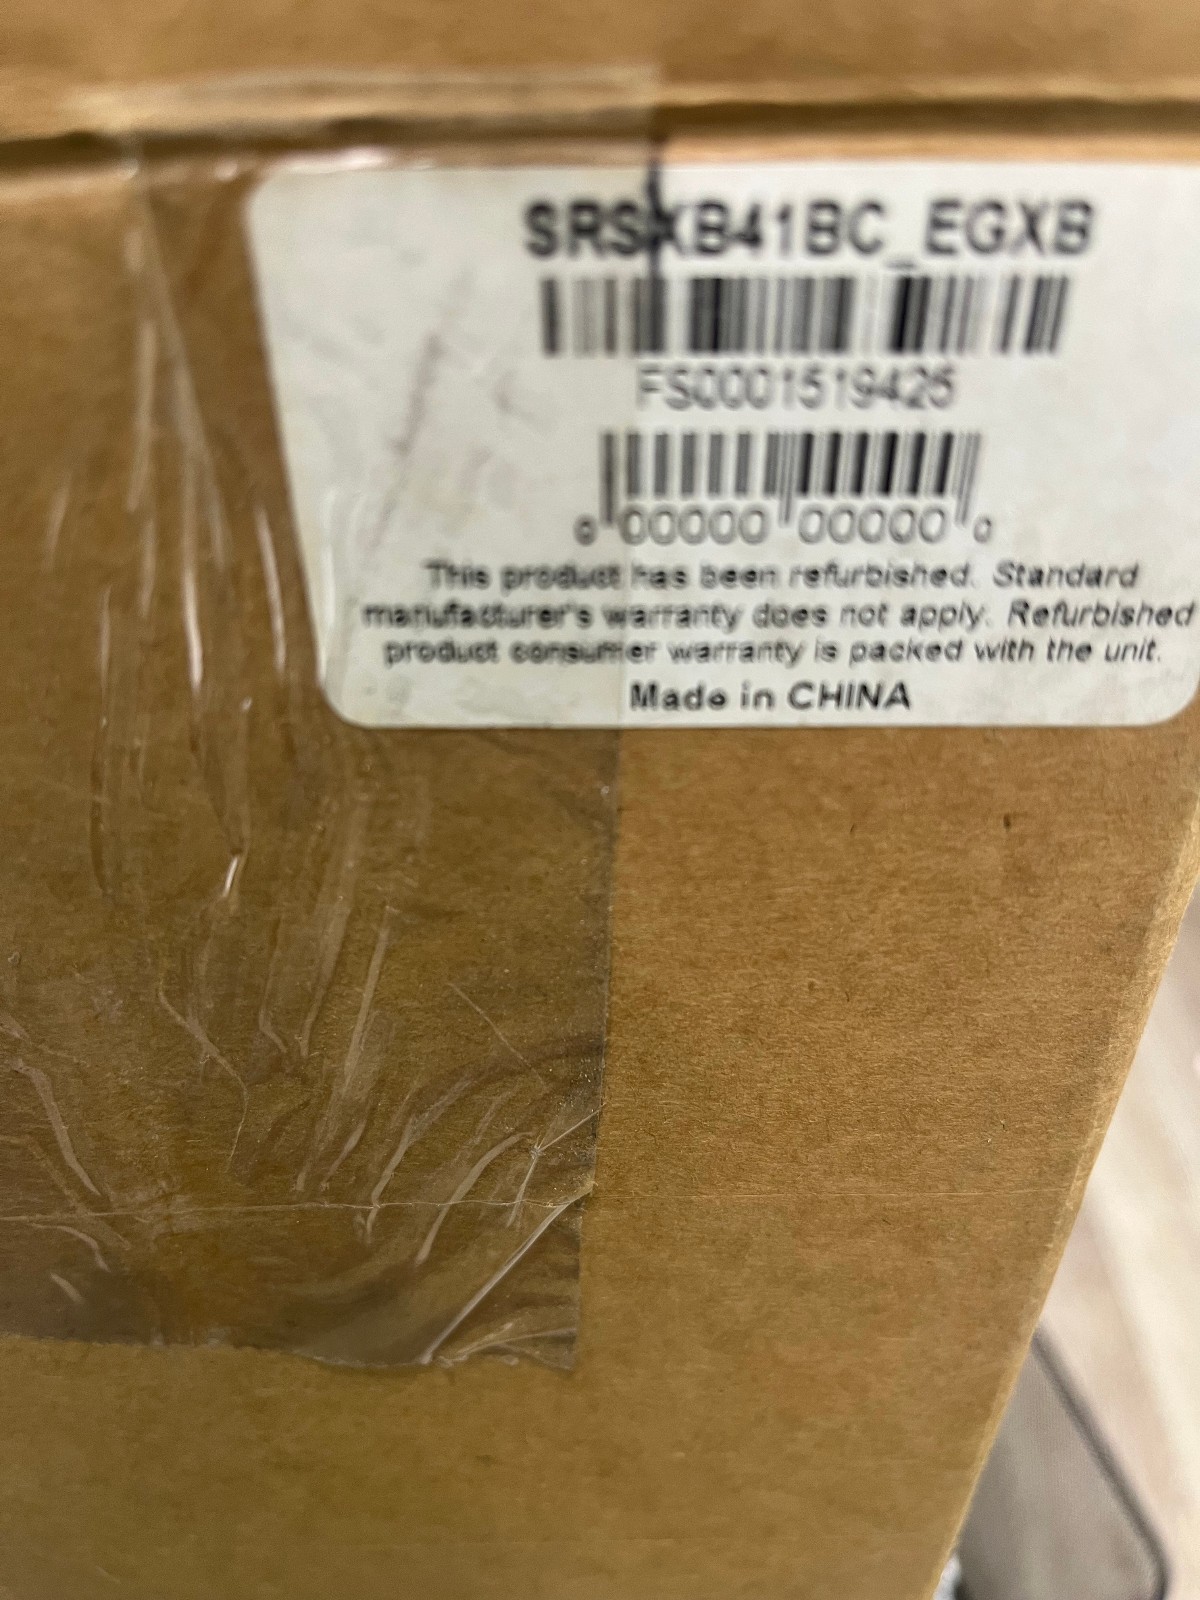 SRSXB41BC_EGXB
FS0001519425
0 00000 00000 0
This product has been refurbished. Standard
manufacturer's warranty does not apply. Refurbished
product consumer warranty is packed with the unit.
Made in CHINA